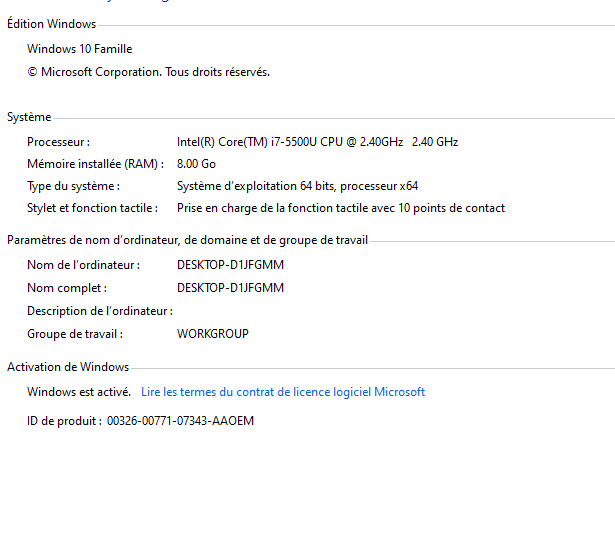 Édition Windows
Windows 10 Famille
© Microsoft Corporation. Tous droits réservés.
Système
Processeur : Intel(R) Core(TM) i7-5500U CPU @ 2.40GHz 2.40 GHz
Mémoire installée (RAM) : 8.00 Go
Type du système : Système d’exploitation 64 bits, processeur x64
Stylet et fonction tactile : Prise en charge de la fonction tactile avec 10 points de contact
Paramètres de nom d’ordinateur, de domaine et de groupe de travail
Nom de l’ordinateur : DESKTOP-D1JFGMM
Nom complet : DESKTOP-D1JFGMM
Description de l’ordinateur :
Groupe de travail : WORKGROUP
Activation de Windows
Windows est activé. Lire les termes du contrat de licence logiciel Microsoft
ID de produit : 00326-00771-07343-AAOEM